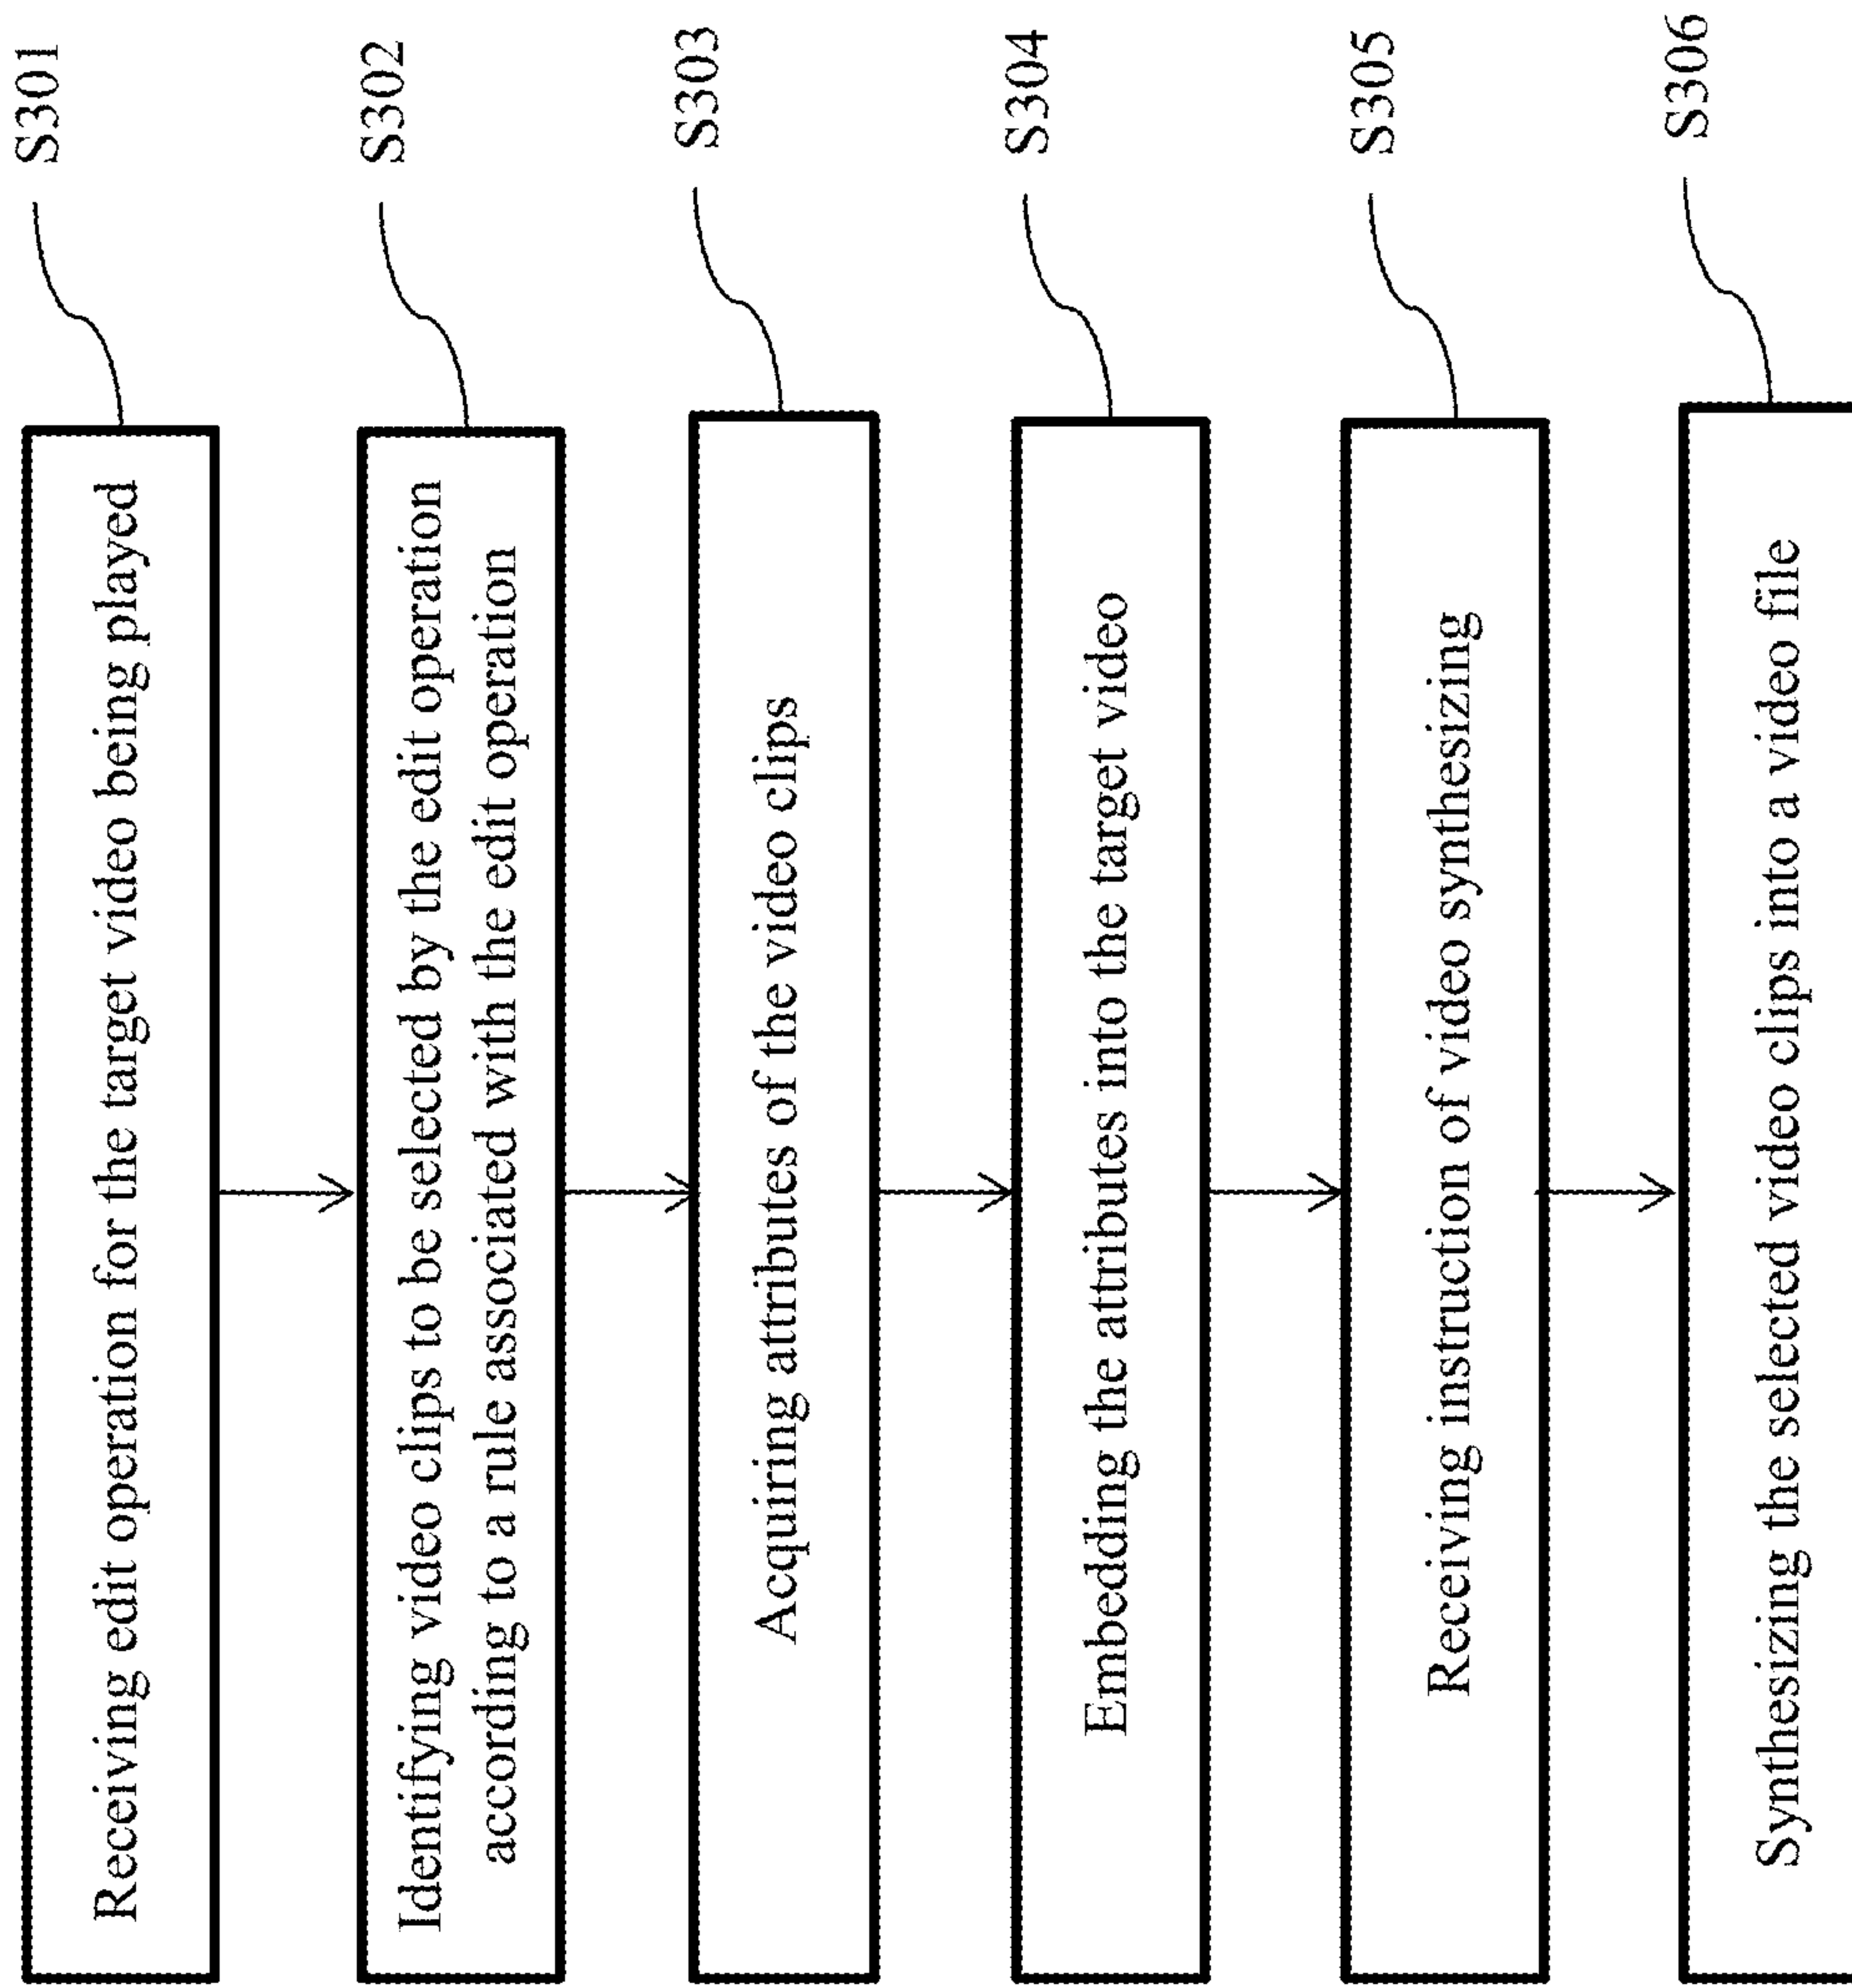 Receiving edit operation for the target video being played
S301
Identifying video clips to be selected by the edit operation
according to a rule associated with the edit operation
S302
Acquiring attributes of the video clips
S303
Embedding the attributes into the target video
S304
Receiving instruction of video synthesizing
S305
Synthesizing the selected video clips into a video file
S306